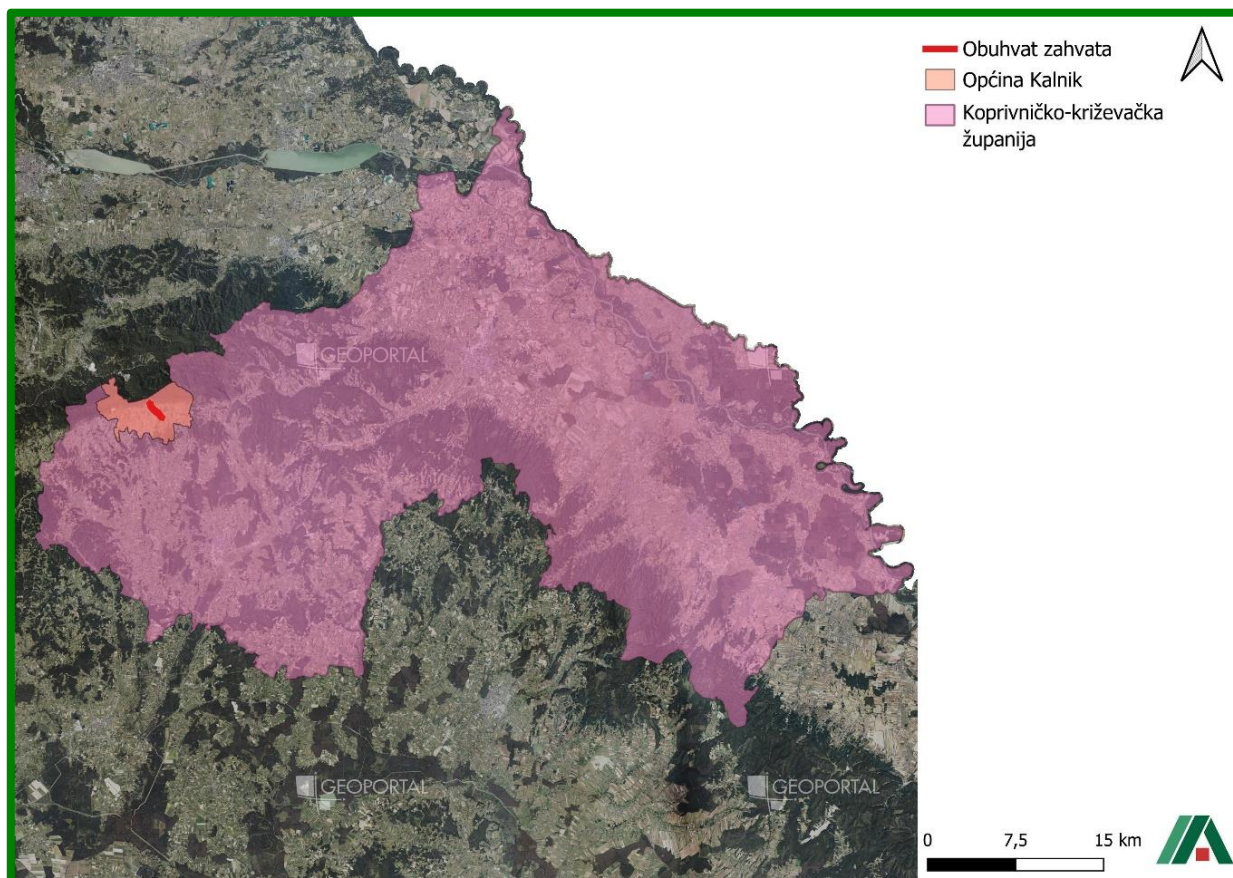 Obuhvat zahvata
Općina Kalnik
Koprivničko-križevačka
županija
GEOPORTAL
GEOPORTAL
GEOPORTAL
0 7,5 15 km